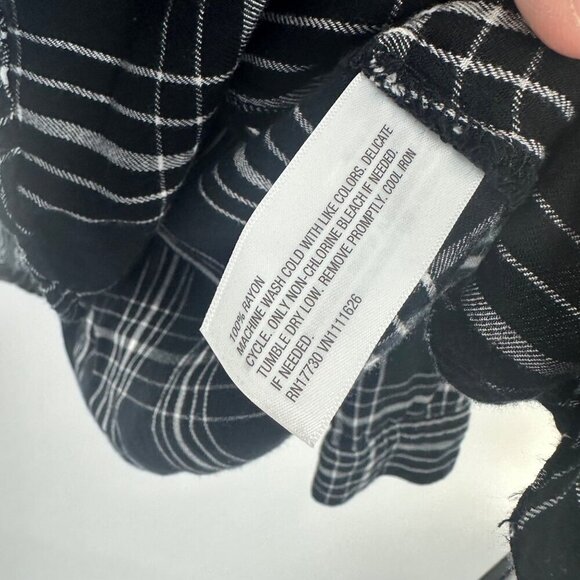 100% RAYON
MACHINE WASH COLD WITH LIKE COLORS. DELICATE
CYCLE. ONLY NON-CHLORINE BLEACH IF NEEDED.
TUMBLE DRY LOW. REMOVE PROMPTLY. COOL IRON
IF NEEDED
RN17730 VN1111626